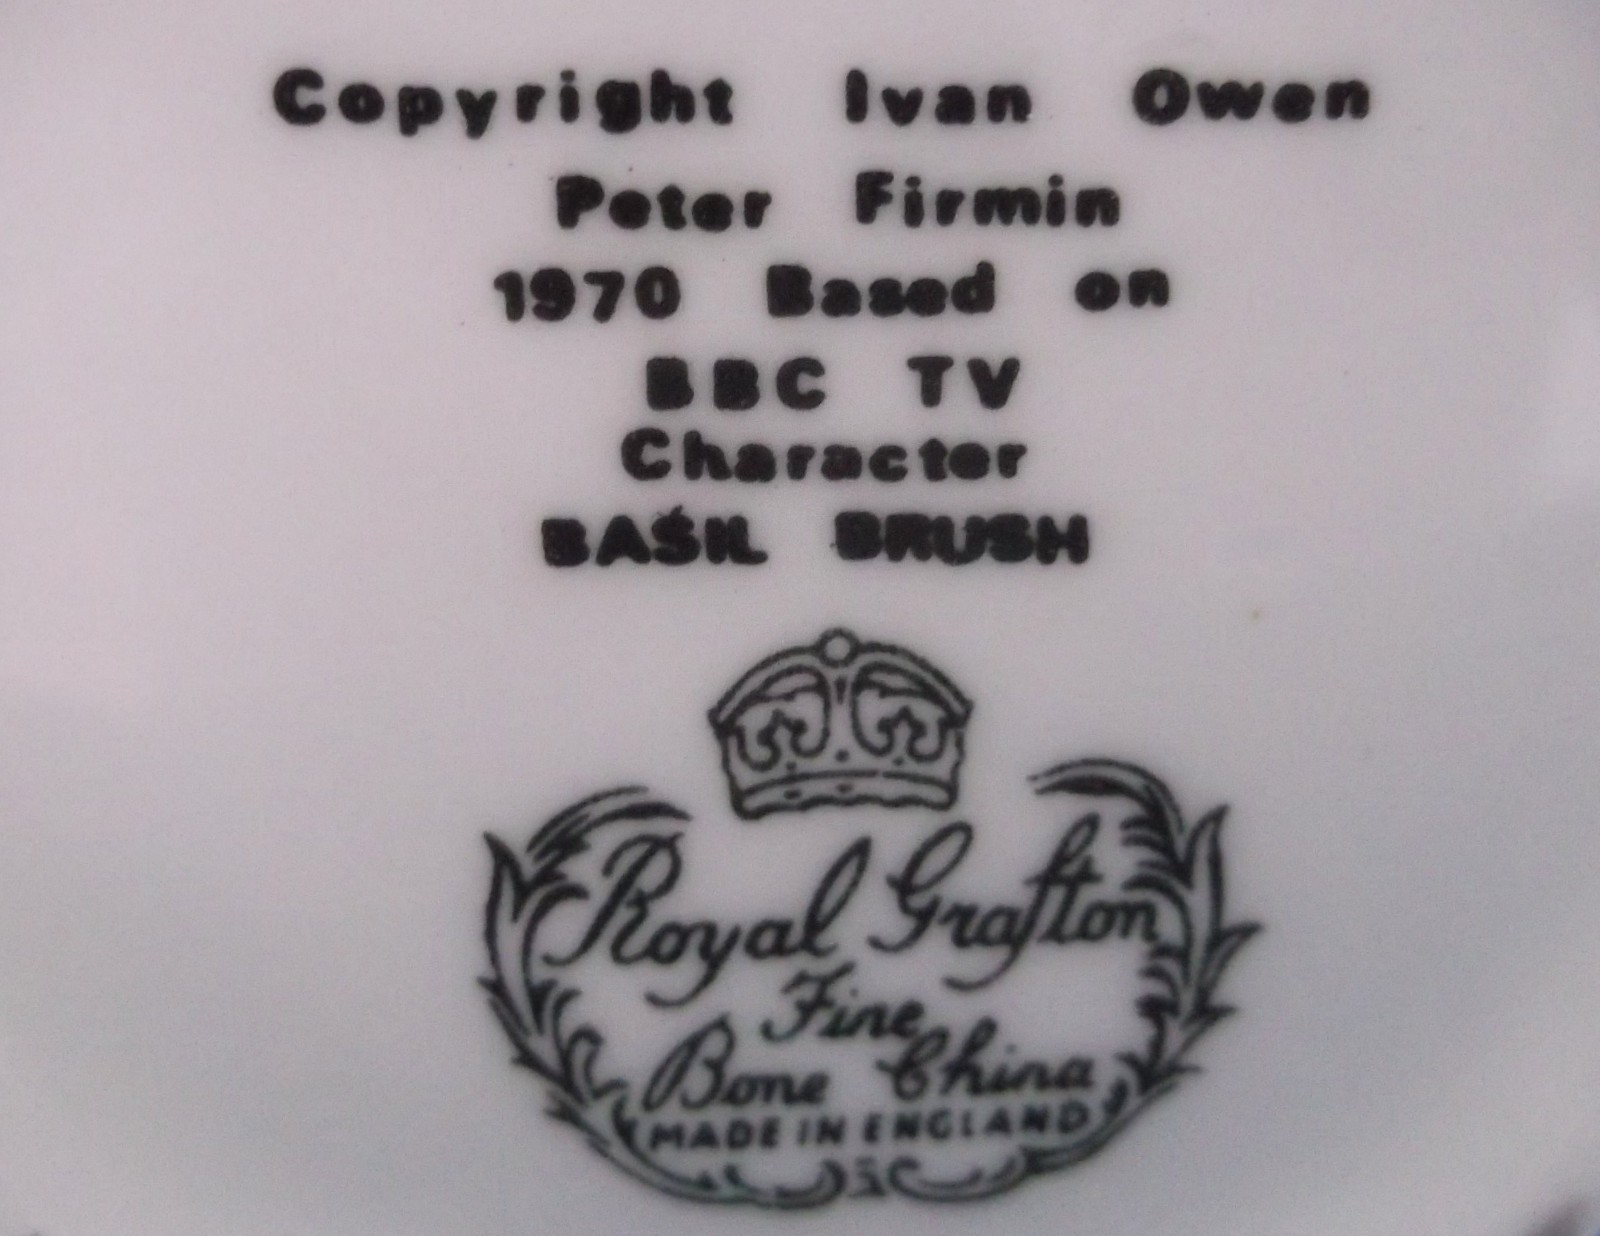 Copyright Ivan Owen
Peter Firmin
1970 Based on
BBC TV
Character
BASIL BRUSH
Royal Grafton
Fine
Bone China
MADE IN ENGLAND